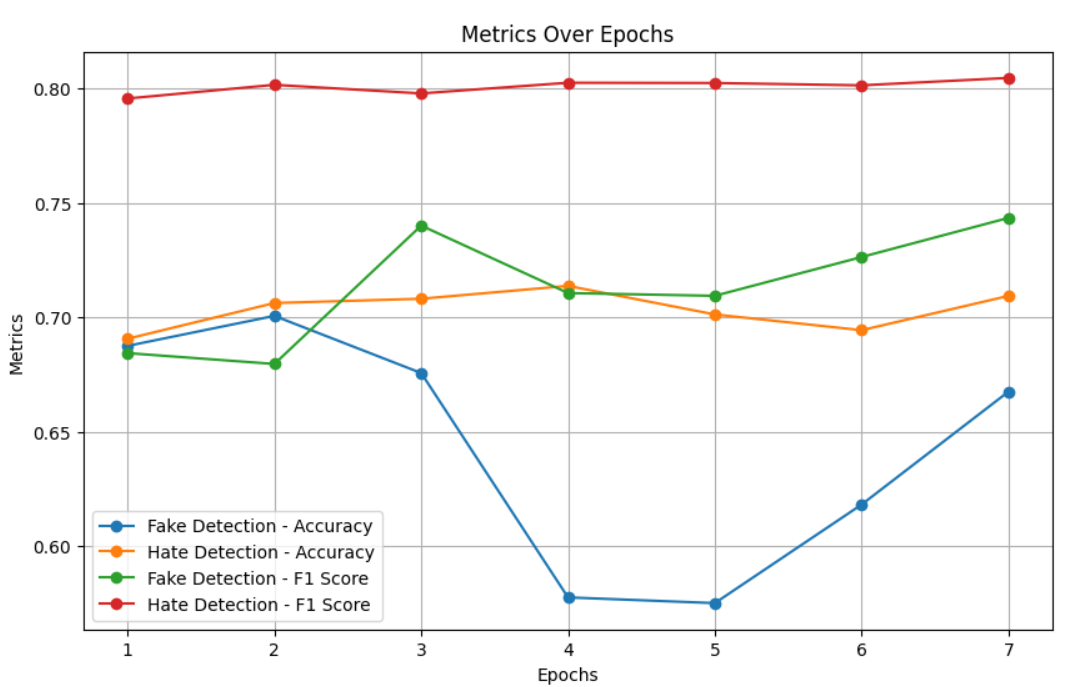 Metrics Over Epochs
Metrics
0.80
0.75
0.70
0.65
0.60
Fake Detection - Accuracy
Hate Detection - Accuracy
Fake Detection - F1 Score
Hate Detection - F1 Score
1 2 3 4 5 6 7
Epochs